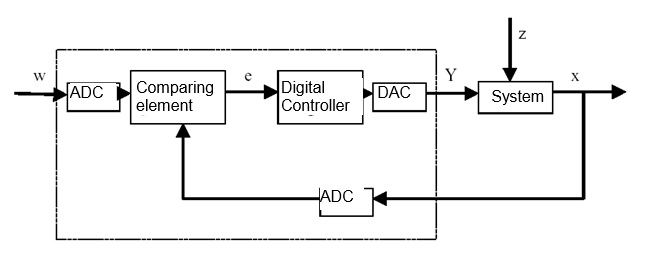 z
w
ADC
Comparing
element
e
Digital
Controller
DAC
Y
System
x
ADC